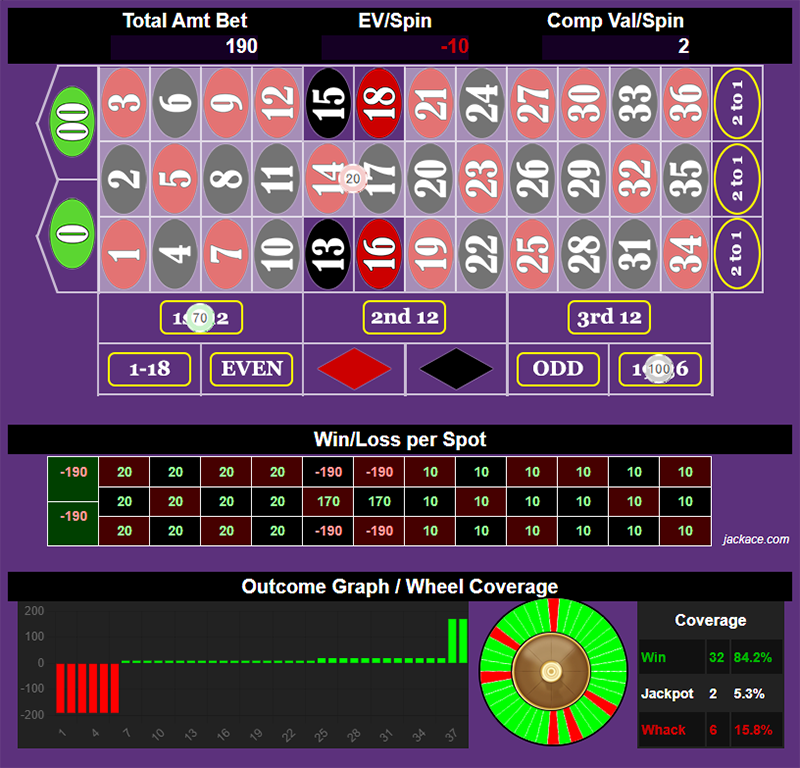 Total Amt Bet EV/Spin Comp Val/Spin
190 -10 2
00 3 6 9 12 15 18 21 24 27 30 33 36 2 to 1
2 5 8 11 14 20 17 20 23 26 29 32 35 2 to 1
0 1 4 7 10 13 16 19 22 25 28 31 34 2 to 1
70 2nd 12 3rd 12
1-18 EVEN ODD 100
Win/Loss per Spot
-190 20 20 20 20 -190 -190 10 10 10 10 10 10
20 20 20 20 170 170 10 10 10 10 10 10
-190 20 20 20 20 -190 -190 10 10 10 10 10 10
jackace.com
Outcome Graph / Wheel Coverage
200
100
0
-100
-200
1 4 7 10 13 16 19 22 25 28 31 34 37
Coverage
Win 32 84.2%
Jackpot 2 5.3%
Whack 6 15.8%